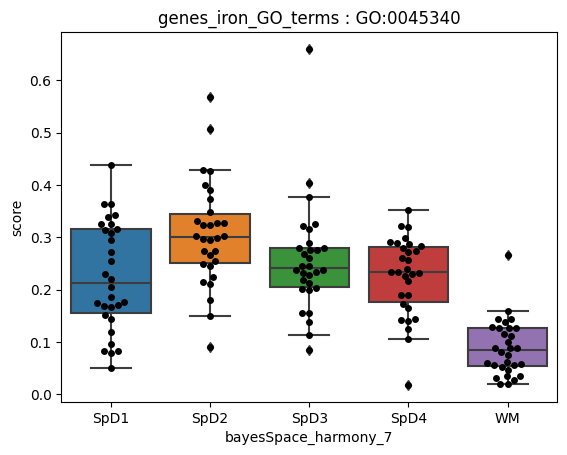 genes_iron_GO_terms : GO:0045340
score
0.6
0.5
0.4
0.3
0.2
0.1
0.0
SpD1 SpD2 SpD3 SpD4 WM
bayesSpace_harmony_7